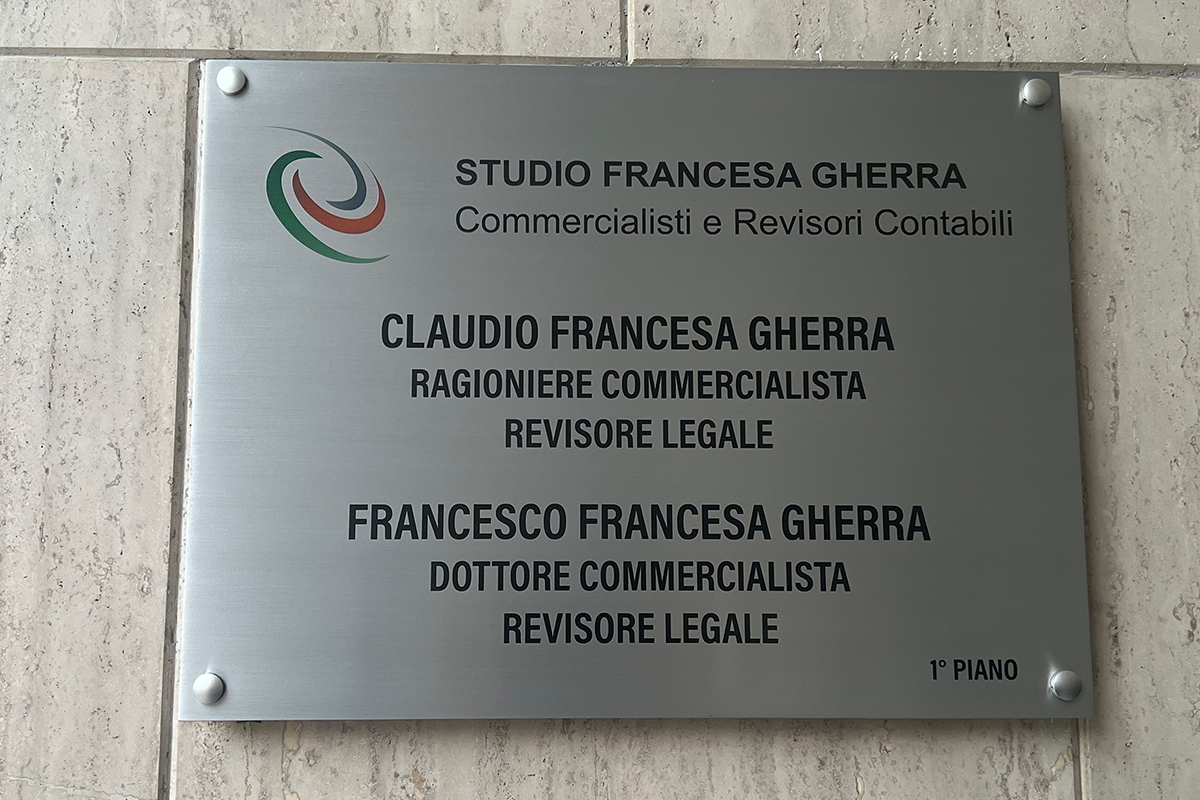 STUDIO FRANCESA GHERRA
Commercialisti e Revisori Contabili
CLAUDIO FRANCESA GHERRA
RAGIONIERE COMMERCIALISTA
REVISORE LEGALE
FRANCESCO FRANCESA GHERRA
DOTTORE COMMERCIALISTA
REVISORE LEGALE
1° PIANO